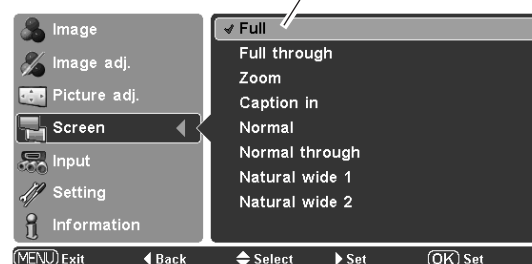 Image
Image adj.
Picture adj.
Screen
Input
Setting
Information
Full
Full through
Zoom
Caption in
Normal
Normal through
Natural wide 1
Natural wide 2
MENU Exit Back Select Set OK Set